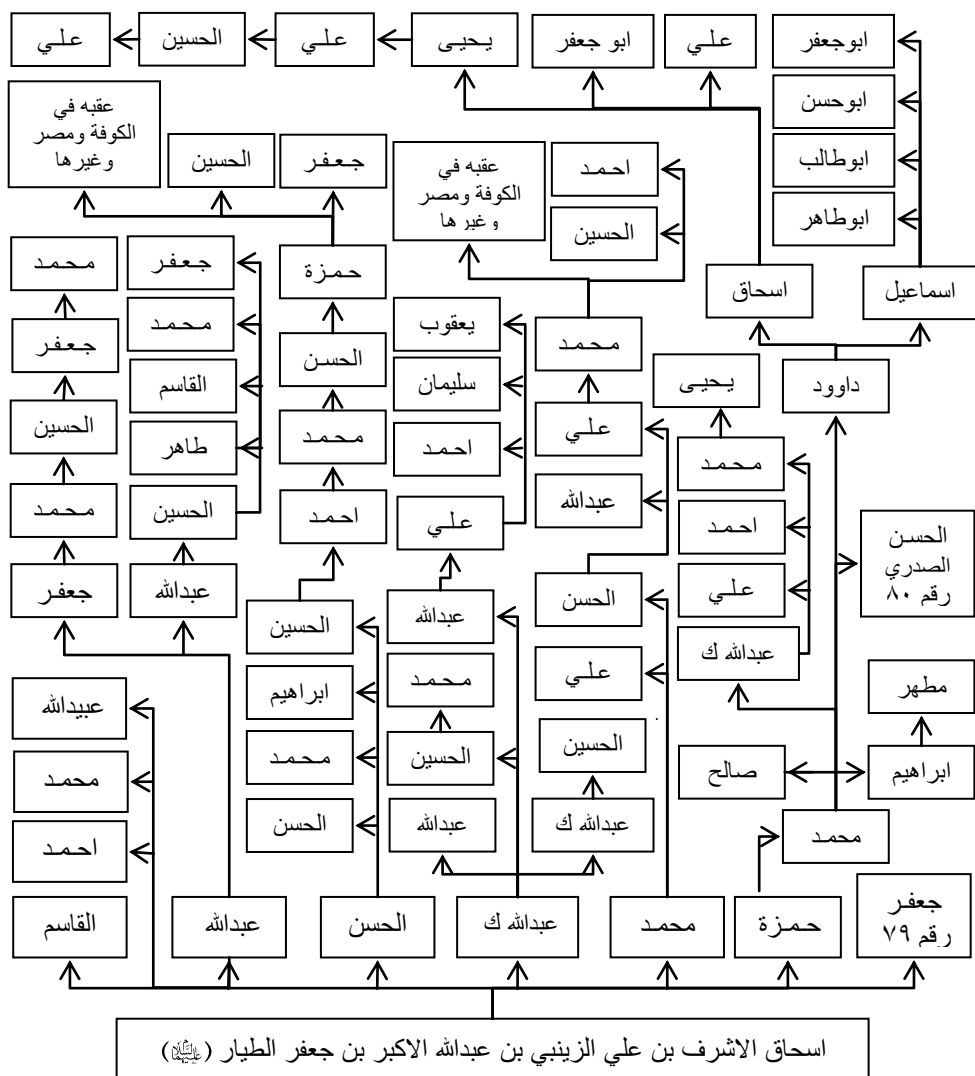 ابوجعفر
علي
ابو جعفر
يحيى
علي
الحسين
علي
ابوحسن
ابوطالب
ابوطاهر
احمد
الحسين
عقبه في
الكوفة ومصر
وغيرها
جعفر
الحسين
عقبه في
الكوفة ومصر
وغيرها
اسماعيل
اسحاق
محمد
يعقوب
حمزة
جعفر
محمد
داوود
يحيى
علي
سليمان
الحسن
محمد
جعفر
محمد
احمد
محمد
القاسم
الحسين
احمد
عبدالله
علي
احمد
طاهر
محمد
الحسن
الصدري
رقم ٨٠
علي
الحسن
عبدالله
الحسين
الحسين
عبدالله
جعفر
عبدالله ك
علي
محمد
ابراهيم
عبيدالله
مطهر
ابراهيم
صالح
الحسين
الحسين
محمد
محمد
محمد
عبدالله ك
عبدالله
الحسن
احمد
جعفر
رقم ٧٩
حمزة
محمد
عبدالله ك
الحسن
عبدالله
القاسم
اسحاق الاشرف بن علي الزينبي بن عبدالله الاكبر بن جعفر الطيار (عليهما السلام)